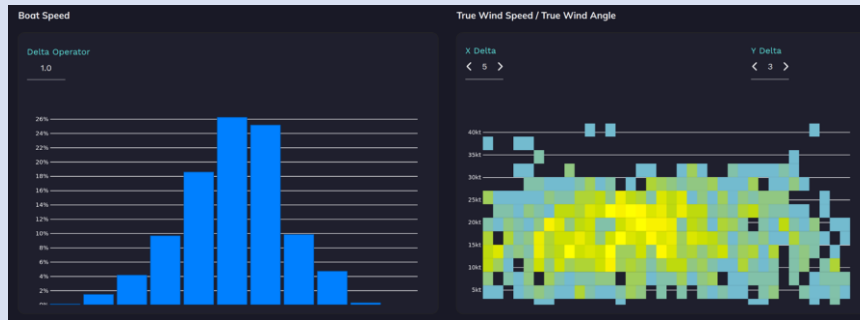 Boat Speed
True Wind Speed / True Wind Angle
Delta Operator
1.0
X Delta
< 5 >
Y Delta
< 3 >
26%
24%
22%
20%
18%
16%
14%
12%
10%
8%
6%
4%
2%
0%
40kt
35kt
30kt
25kt
20kt
15kt
10kt
5kt